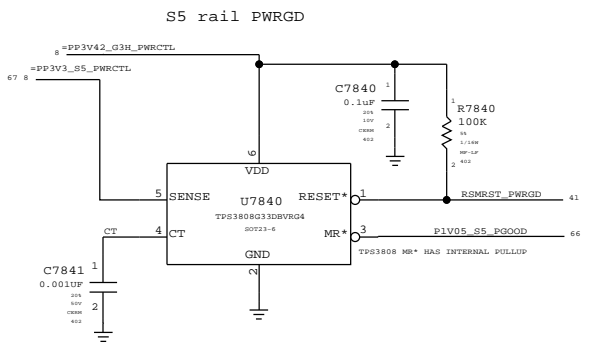 S5 rail PWRGD
8 =PP3V42_G3H_PWRCTL
67 8 =PP3V3_S5_PWRCTL
C7840 1
0.1uF
20%
10V 2
CERM
402
1 R7840
100K
5%
1/16W
MF-LF
2 402
6
VDD
5 SENSE
U7840
RESET* 1
RSMRST_PWRGD 41
TPS3808G33DBVRG4
SOT23-6
CT 4 CT
MR* 3
P1V05_S5_PGOOD 66
TPS3808 MR* HAS INTERNAL PULLUP
GND
2
C7841 1
0.001UF
20%
50V 2
CERM
402